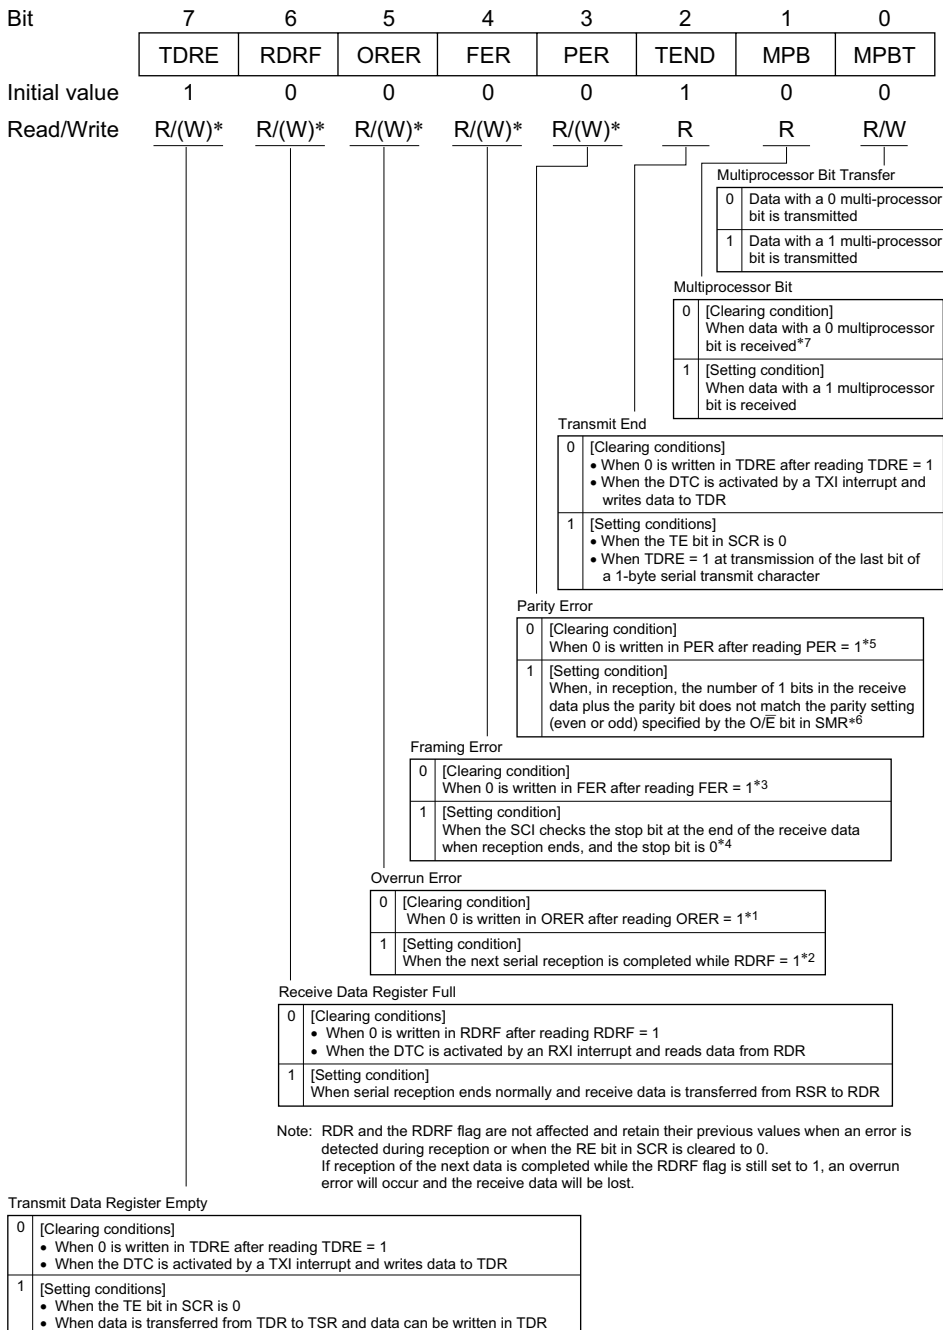 Bit 7 6 5 4 3 2 1 0
TDRE RDRF ORER FER PER TEND MPB MPBT
Initial value 1 0 0 0 0 1 0 0
Read/Write R/(W)* R/(W)* R/(W)* R/(W)* R/(W)* R R R/W
Multiprocessor Bit Transfer
0 Data with a 0 multi-processor
bit is transmitted
1 Data with a 1 multi-processor
bit is transmitted
Multiprocessor Bit
0 [Clearing condition]
When data with a 0 multiprocessor
bit is received*7
1 [Setting condition]
When data with a 1 multiprocessor
bit is received
Transmit End
0 [Clearing conditions]
• When 0 is written in TDRE after reading TDRE = 1
• When the DTC is activated by a TXI interrupt and
writes data to TDR
1 [Setting conditions]
• When the TE bit in SCR is 0
• When TDRE = 1 at transmission of the last bit of
a 1-byte serial transmit character
Parity Error
0 [Clearing condition]
When 0 is written in PER after reading PER = 1*5
1 [Setting condition]
When, in reception, the number of 1 bits in the receive
data plus the parity bit does not match the parity setting
(even or odd) specified by the O/E̅ bit in SMR*6
Framing Error
0 [Clearing condition]
When 0 is written in FER after reading FER = 1*3
1 [Setting condition]
When the SCI checks the stop bit at the end of the receive data
when reception ends, and the stop bit is 0*4
Overrun Error
0 [Clearing condition]
When 0 is written in ORER after reading ORER = 1*1
1 [Setting condition]
When the next serial reception is completed while RDRF = 1*2
Receive Data Register Full
0 [Clearing conditions]
• When 0 is written in RDRF after reading RDRF = 1
• When the DTC is activated by an RXI interrupt and reads data from RDR
1 [Setting condition]
When serial reception ends normally and receive data is transferred from RSR to RDR
Note: RDR and the RDRF flag are not affected and retain their previous values when an error is
detected during reception or when the RE bit in SCR is cleared to 0.
If reception of the next data is completed while the RDRF flag is still set to 1, an overrun
error will occur and the receive data will be lost.
Transmit Data Register Empty
0 [Clearing conditions]
• When 0 is written in TDRE after reading TDRE = 1
• When the DTC is activated by a TXI interrupt and writes data to TDR
1 [Setting conditions]
• When the TE bit in SCR is 0
• When data is transferred from TDR to TSR and data can be written in TDR